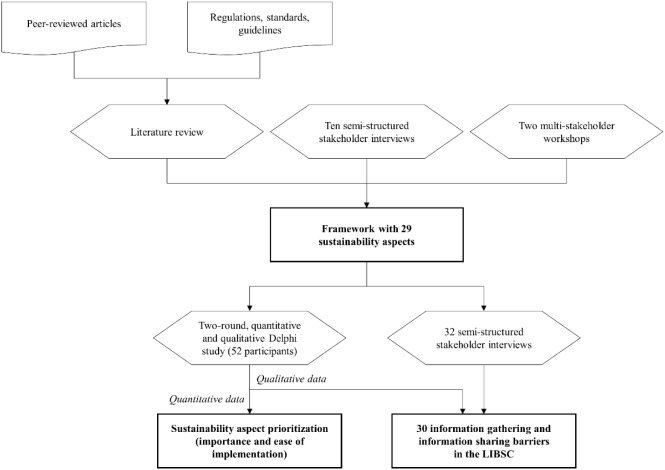 Peer-reviewed articles
Regulations, standards,
guidelines
Literature review
Ten semi-structured
stakeholder interviews
Two multi-stakeholder
workshops
Framework with 29
sustainability aspects
Two-round, quantitative
and qualitative Delphi
study (52 participants)
32 semi-structured
stakeholder interviews
Qualitative data
Quantitative data
Sustainability aspect prioritization
(importance and ease of
implementation)
30 information gathering and
information sharing barriers
in the LIBSC